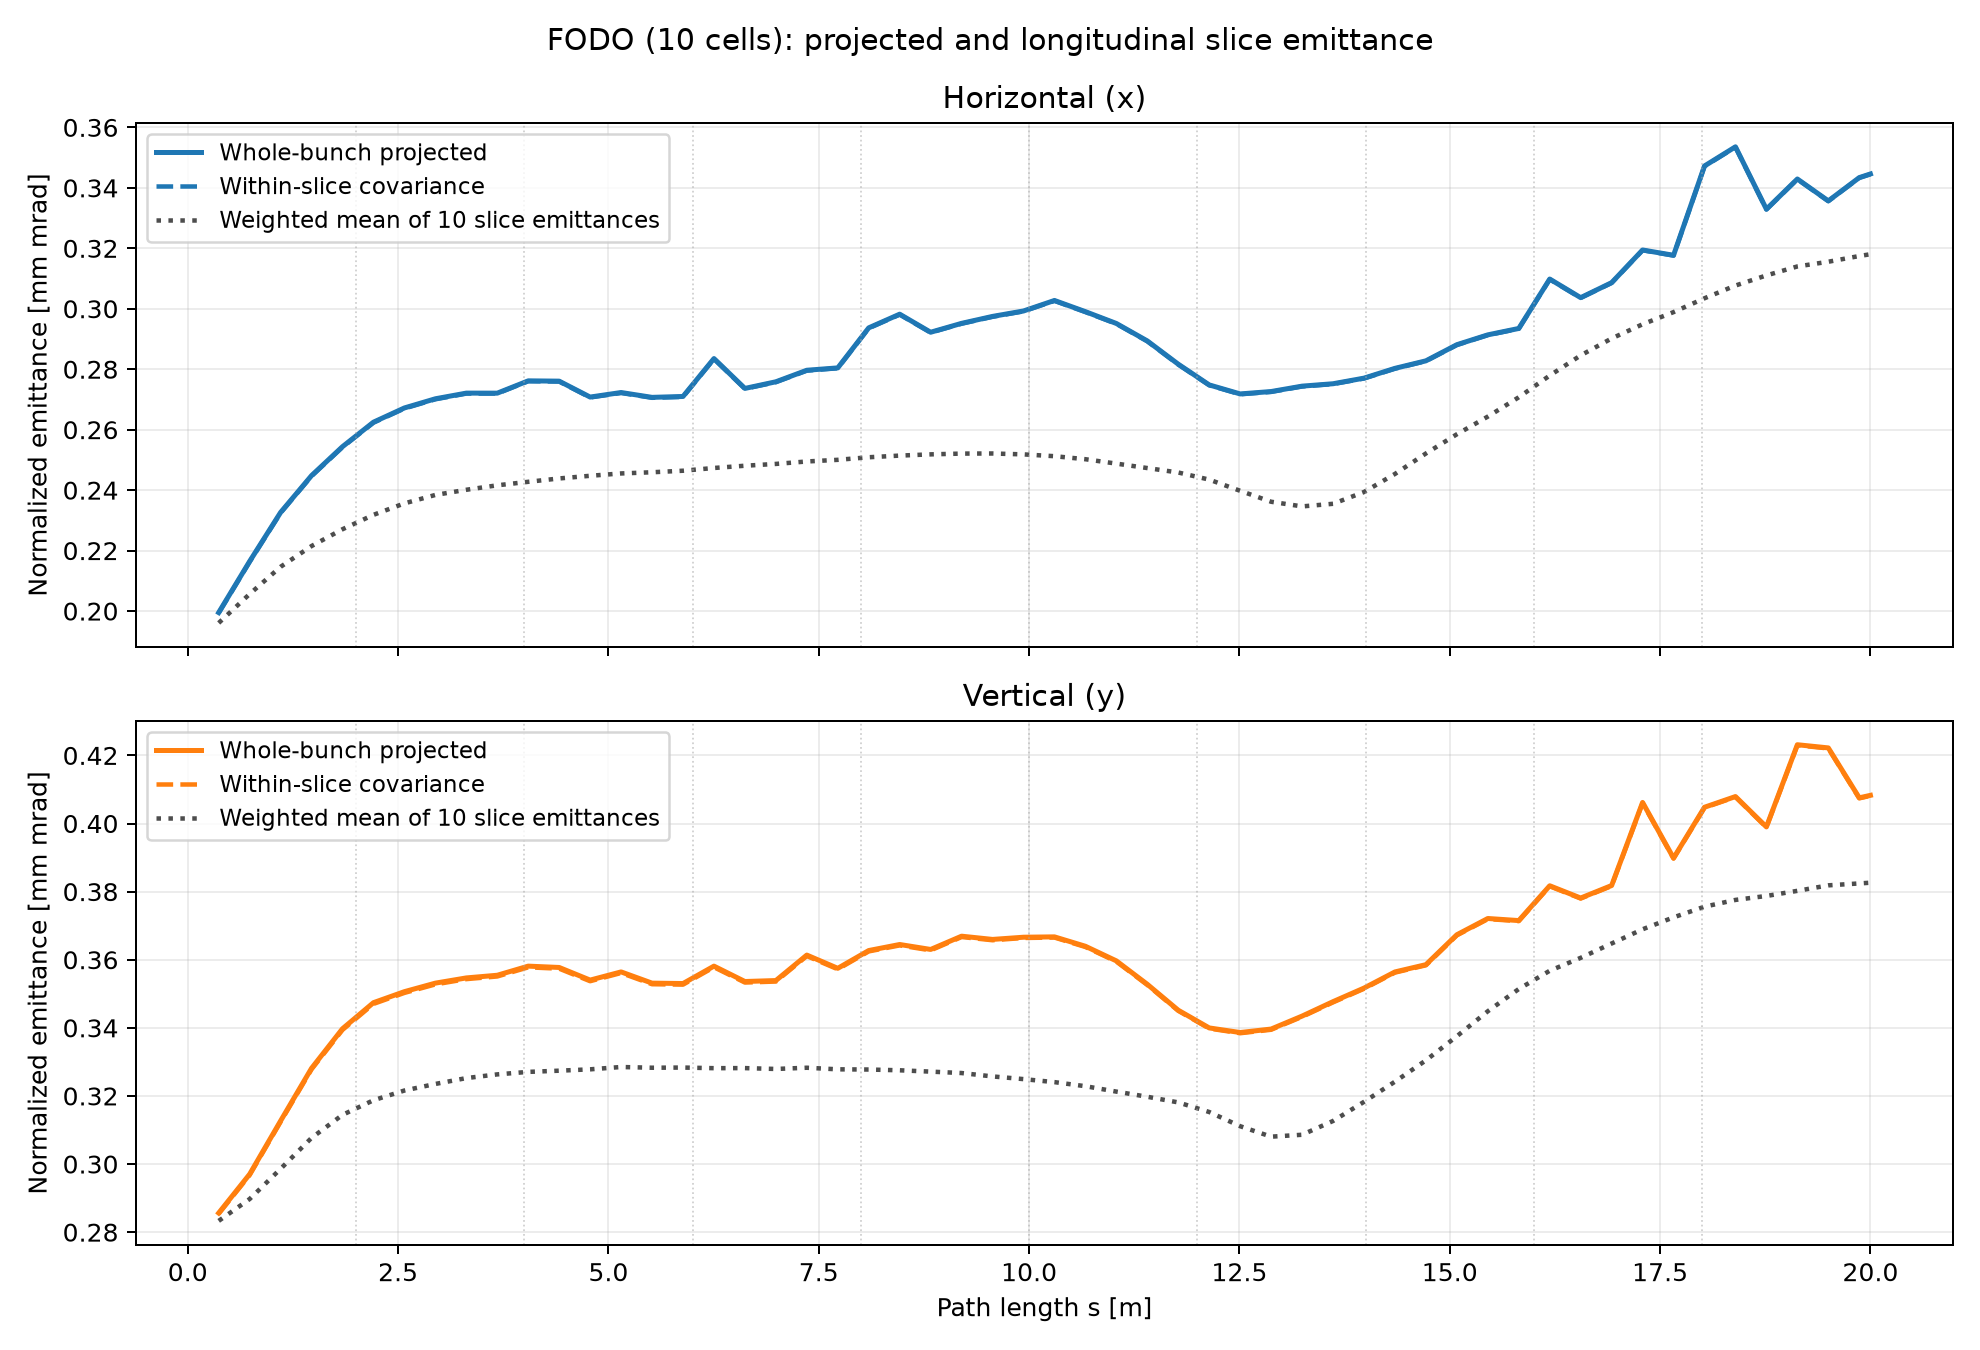 FODO (10 cells): projected and longitudinal slice emittance
Horizontal (x)
Normalized emittance [mm mrad]
0.36
0.34
0.32
0.30
0.28
0.26
0.24
0.22
0.20
Whole-bunch projected
Within-slice covariance
Weighted mean of 10 slice emittances
Vertical (y)
Normalized emittance [mm mrad]
0.42
0.40
0.38
0.36
0.34
0.32
0.30
0.28
Whole-bunch projected
Within-slice covariance
Weighted mean of 10 slice emittances
0.0 2.5 5.0 7.5 10.0 12.5 15.0 17.5 20.0
Path length s [m]